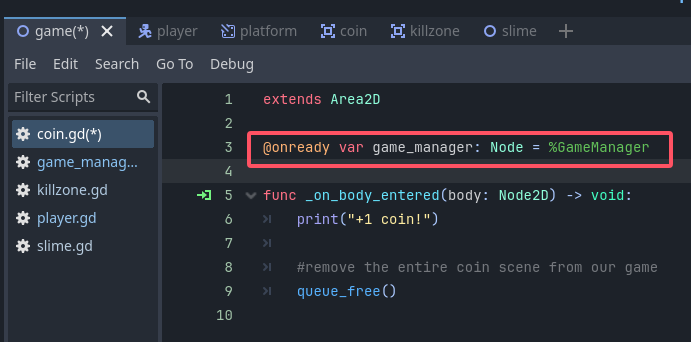 game(*) player platform coin killzone slime
File Edit Search Go To Debug
Filter Scripts
coin.gd(*)
game_manag...
killzone.gd
player.gd
slime.gd
1 extends Area2D
2
3 @onready var game_manager: Node = %GameManager
4
5 func _on_body_entered(body: Node2D) -> void:
6 print("+1 coin!")
7
8 #remove the entire coin scene from our game
9 queue_free()
10